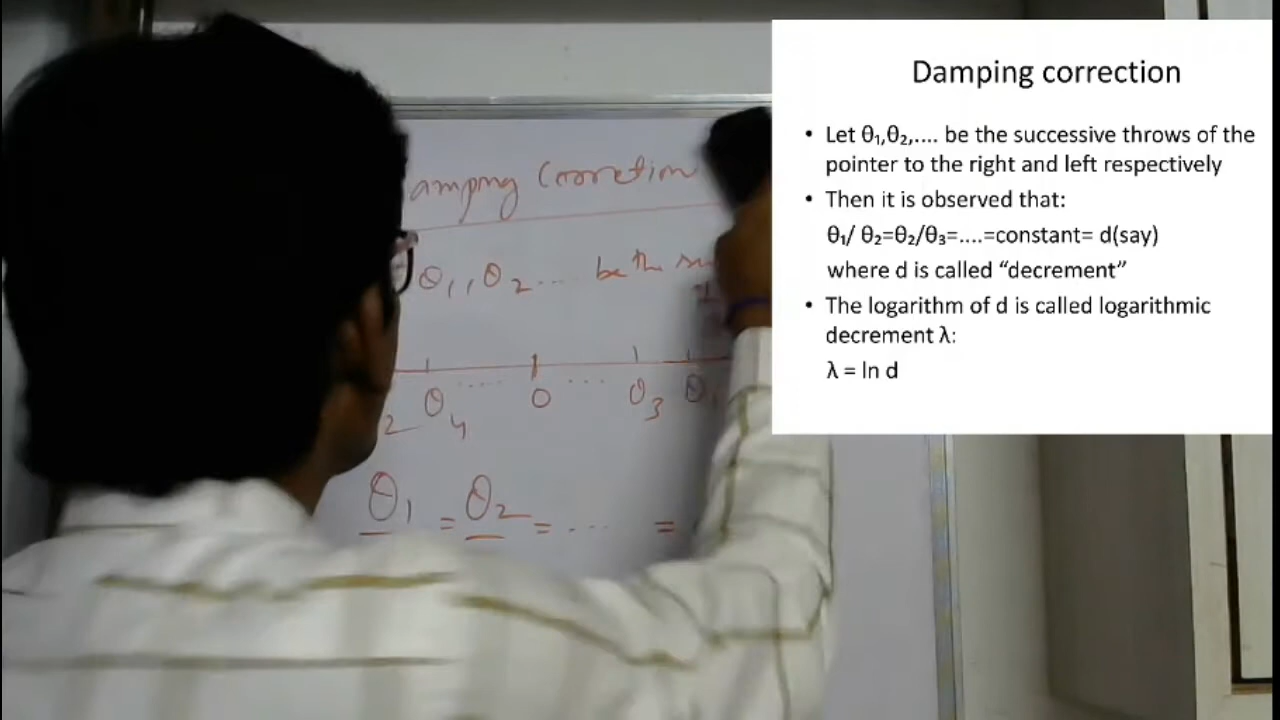 amping Correction
θ1, θ2 ... be the
2 θ4 ..... 0 ... θ3 θ
θ1 = θ2 = .... =
Damping correction
• Let θ₁,θ₂,.... be the successive throws of the
pointer to the right and left respectively
• Then it is observed that:
θ₁/ θ₂=θ₂/θ₃=....=constant= d(say)
where d is called “decrement”
• The logarithm of d is called logarithmic
decrement λ:
λ = ln d